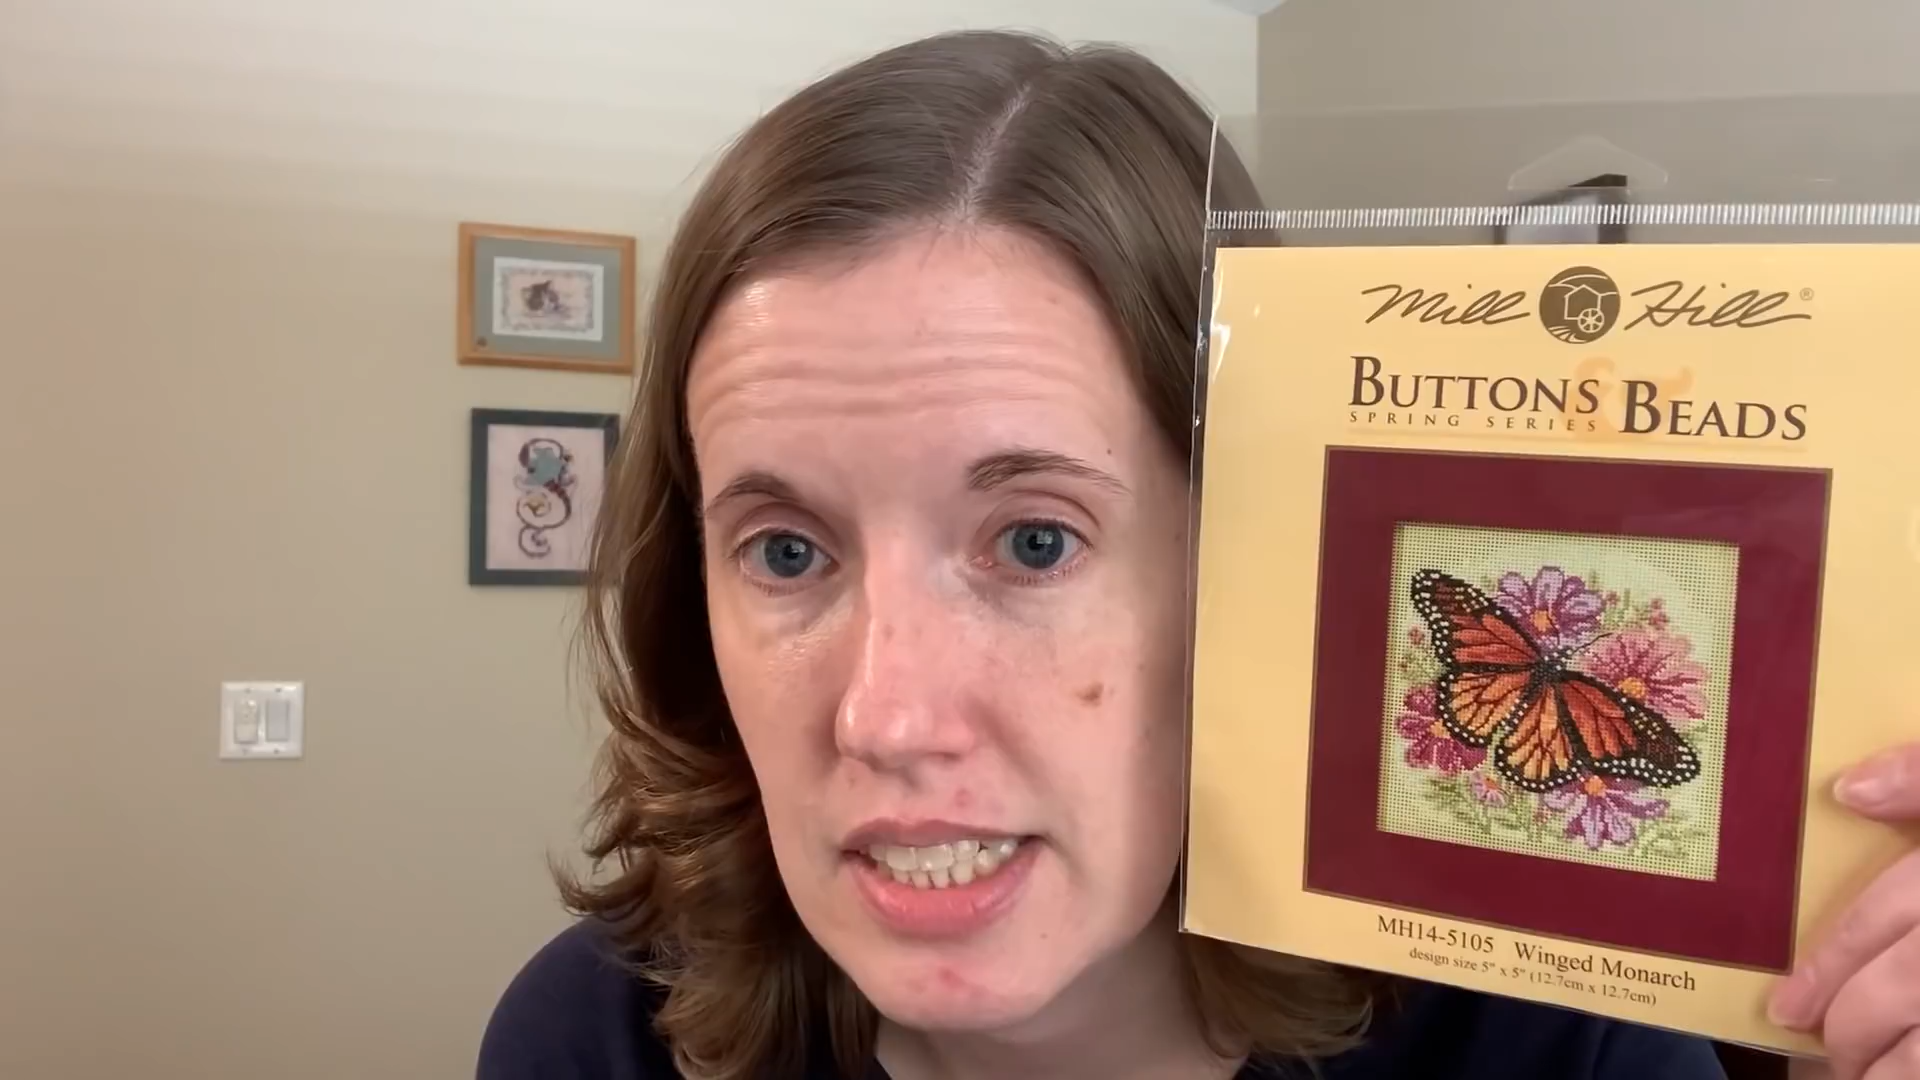 Mill Hill®
BUTTONS & BEADS
SPRING SERIES
MH14-5105 Winged Monarch
design size 5" x 5" (12.7cm x 12.7cm)